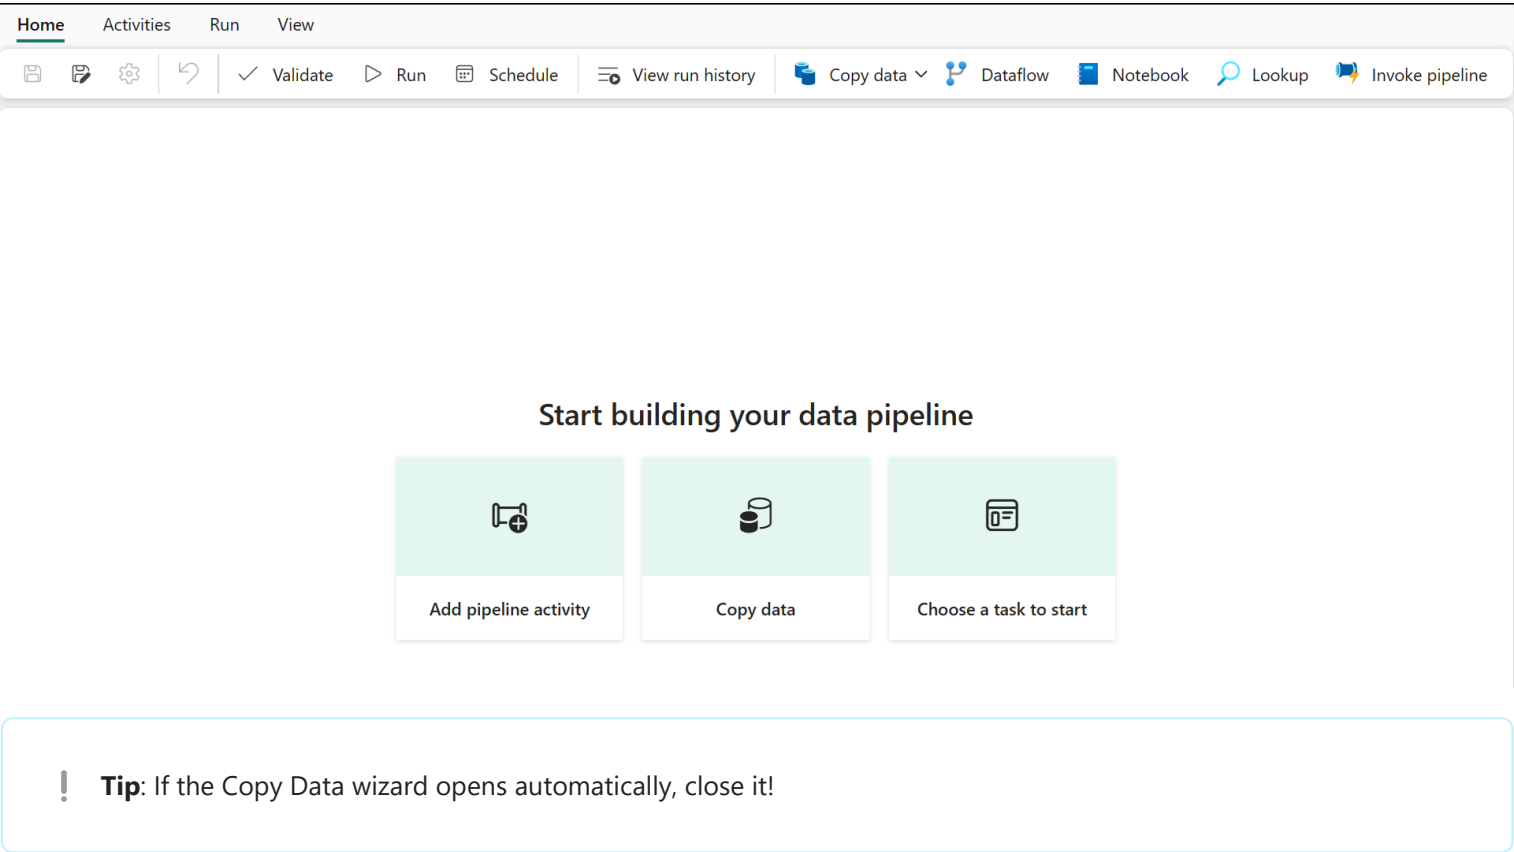 Home Activities Run View
Validate Run Schedule View run history Copy data Dataflow Notebook Lookup Invoke pipeline
Start building your data pipeline
Add pipeline activity Copy data Choose a task to start
Tip: If the Copy Data wizard opens automatically, close it!